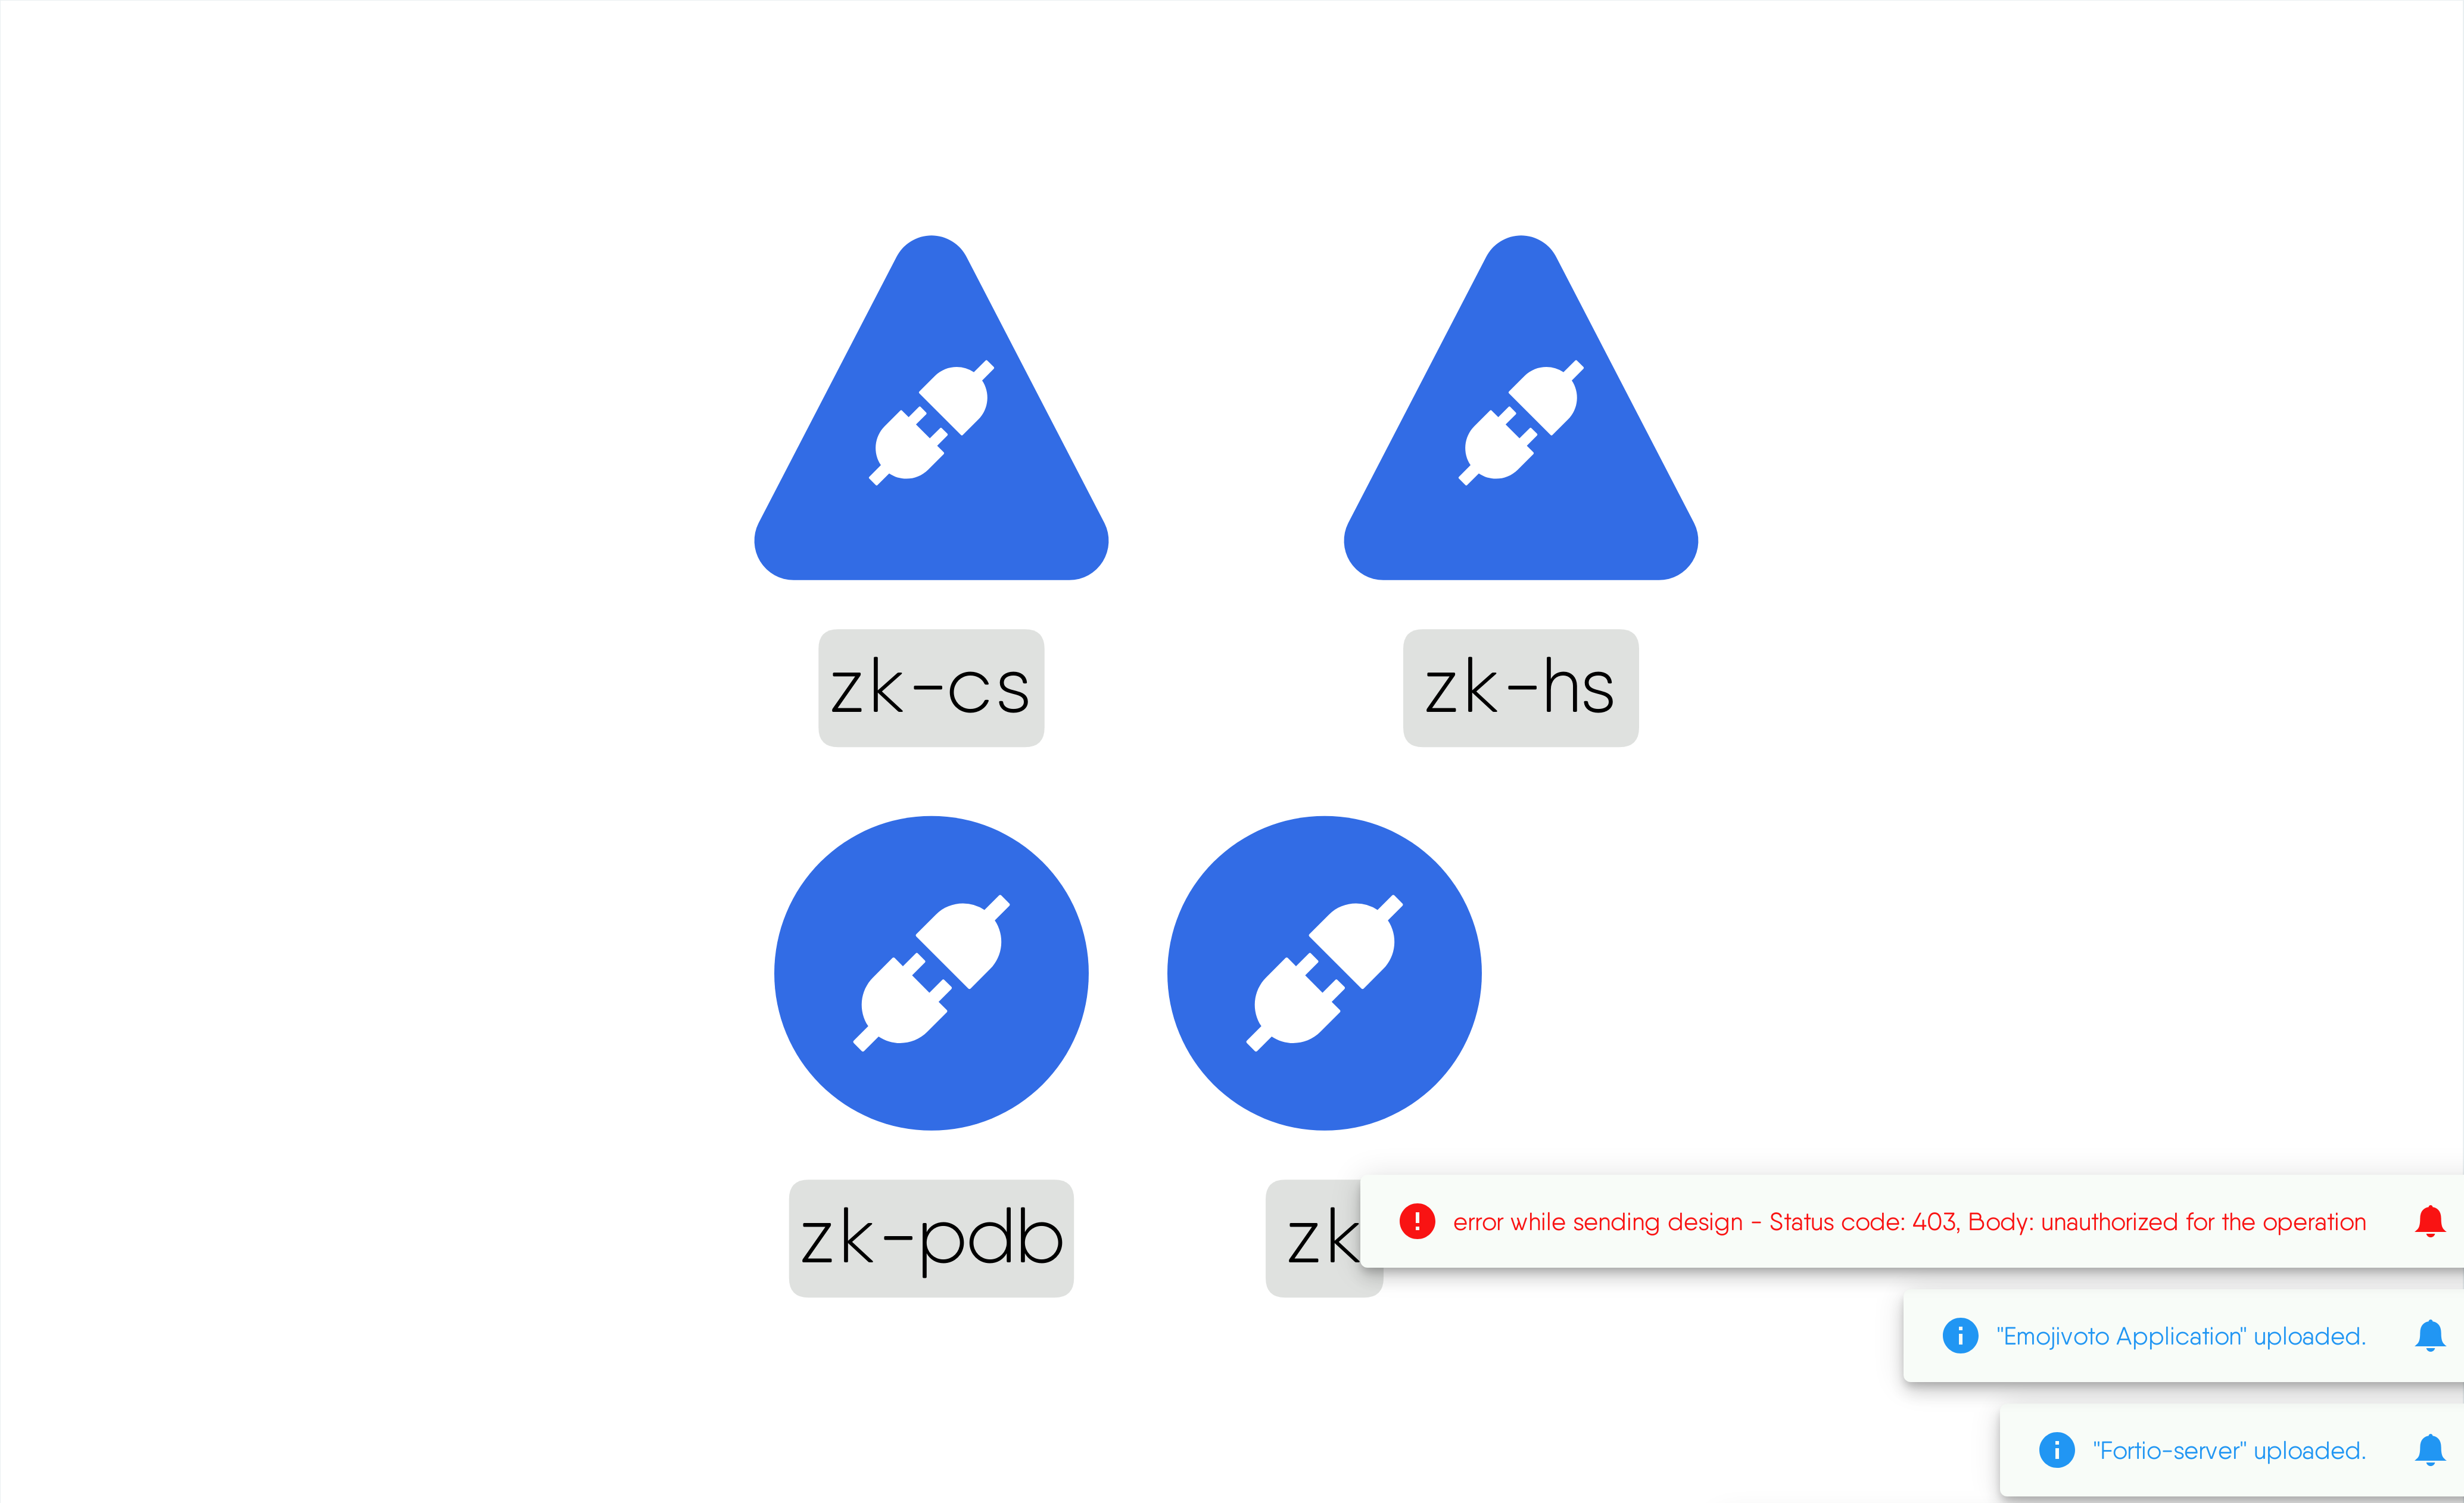 zk-cs
zk-hs
zk-pdb
zk
error while sending design - Status code: 403, Body: unauthorized for the operation
"Emojivoto Application" uploaded.
"Fortio-server" uploaded.